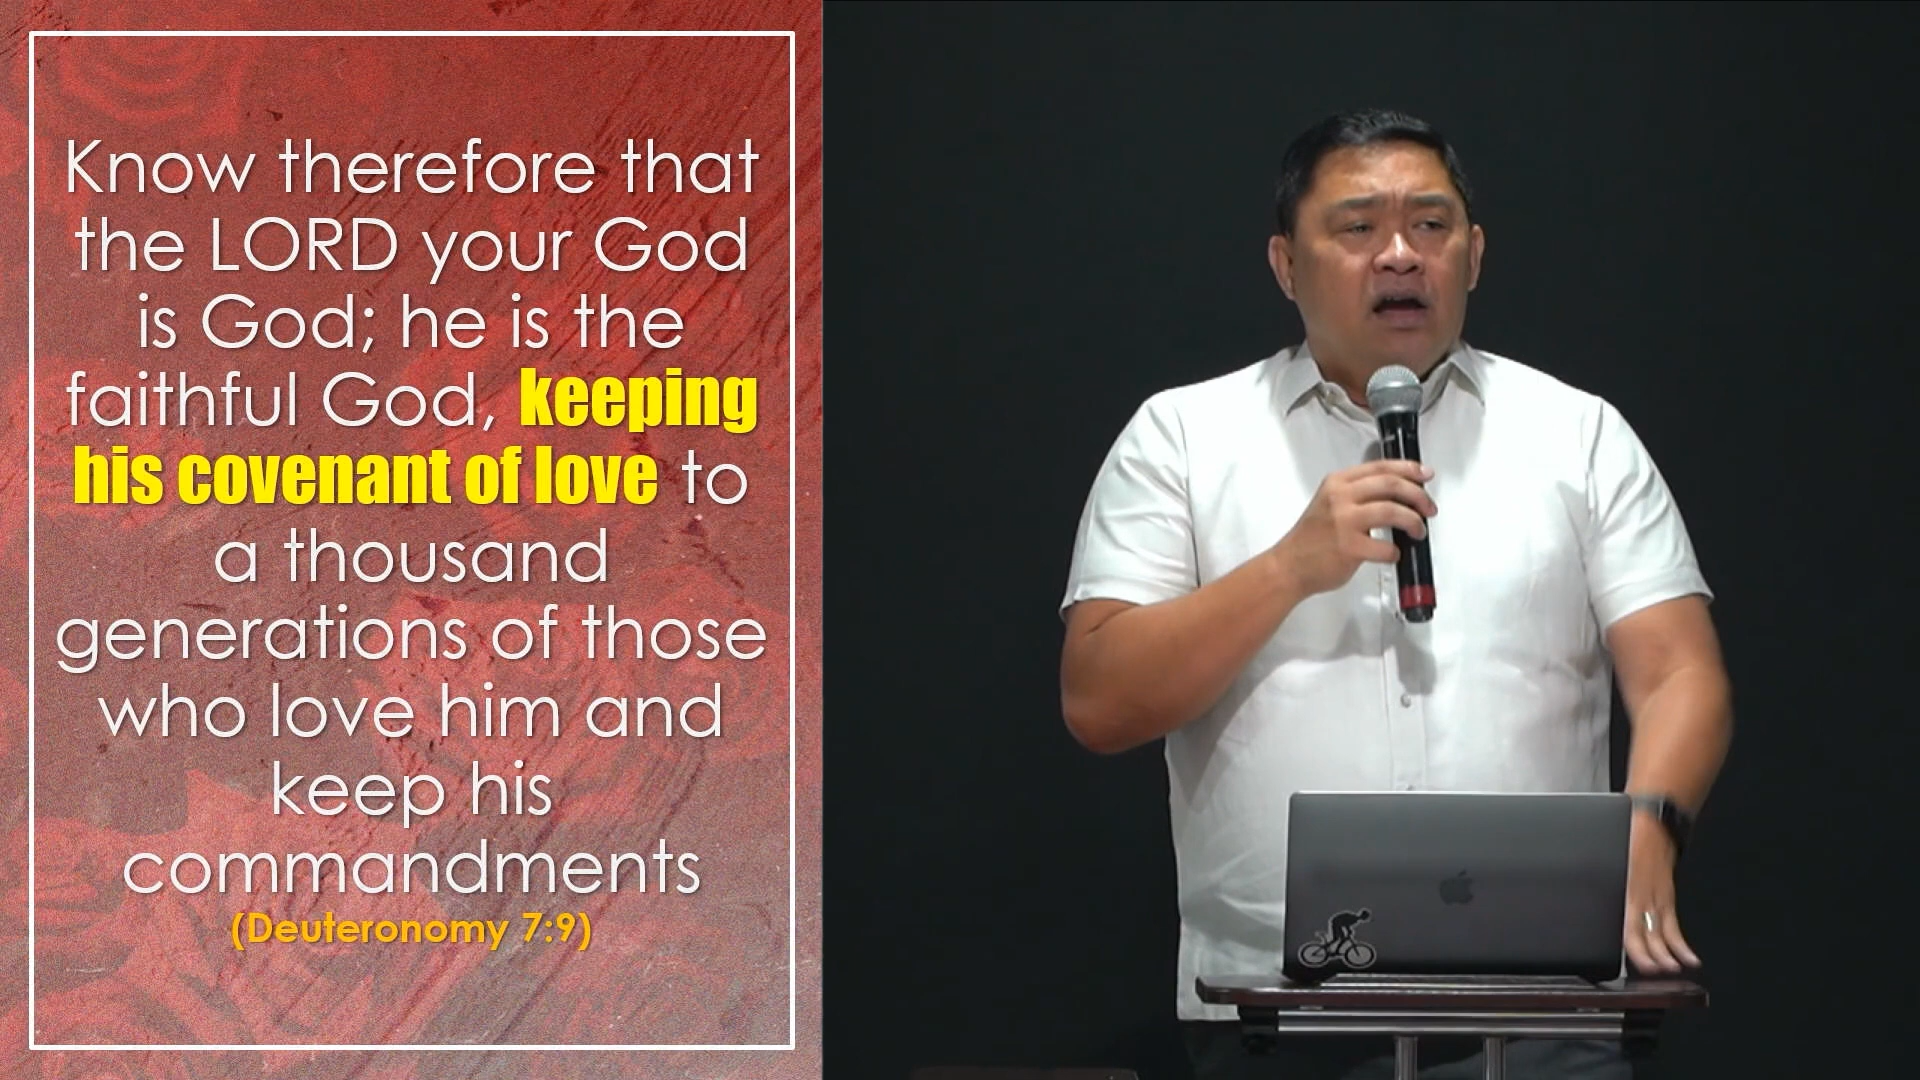 Know therefore that
the LORD your God
is God; he is the
faithful God, keeping
his covenant of love to
a thousand
generations of those
who love him and
keep his
commandments
(Deuteronomy 7:9)